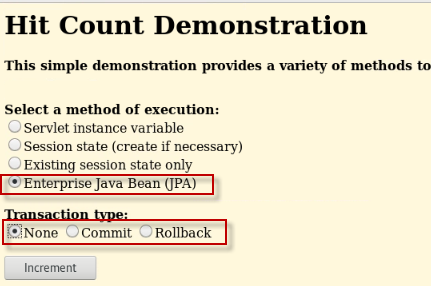 Hit Count Demonstration
This simple demonstration provides a variety of methods to
Select a method of execution:
Servlet instance variable
Session state (create if necessary)
Existing session state only
Enterprise Java Bean (JPA)
Transaction type:
None Commit Rollback
Increment